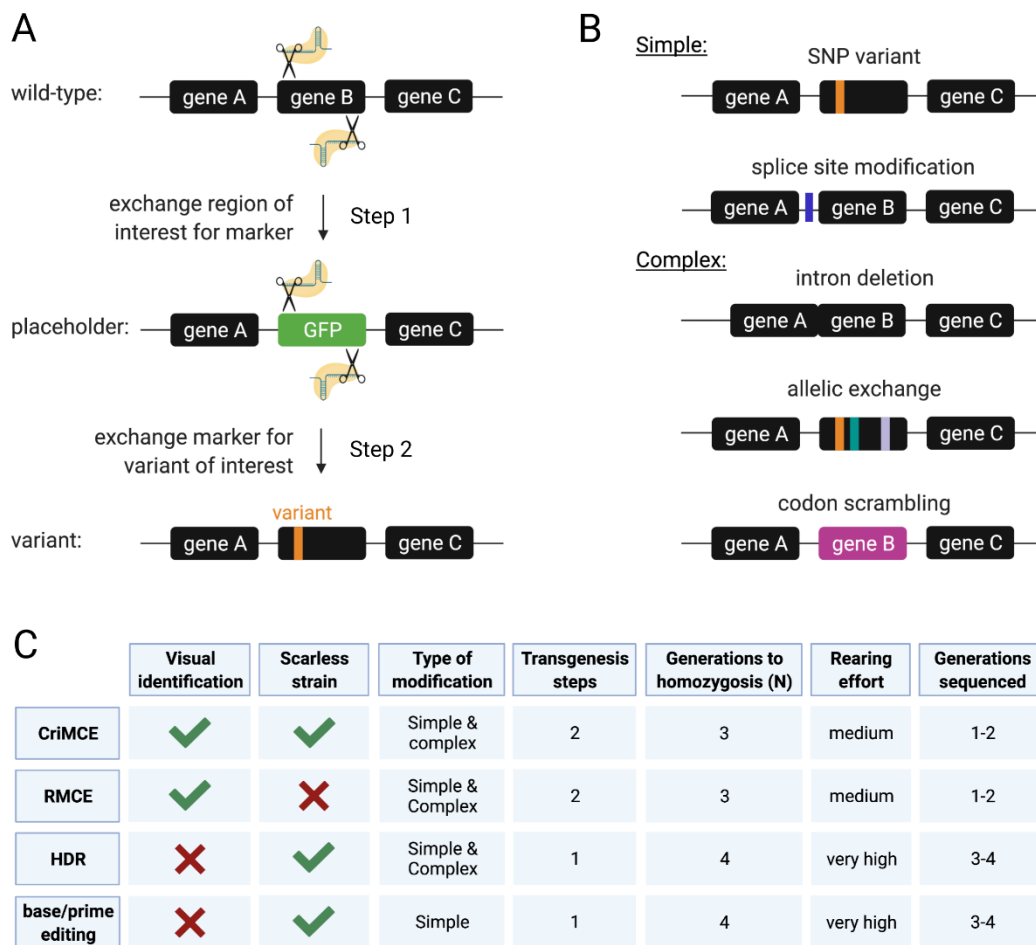 A
wild-type:
gene A
gene B
gene C
exchange region of
interest for marker
Step 1
placeholder:
gene A
GFP
gene C
exchange marker for
variant of interest
Step 2
variant
variant:
gene A
gene C
B
Simple:
SNP variant
gene A
gene C
splice site modification
gene A
gene B
gene C
Complex:
intron deletion
gene A
gene B
gene C
allelic exchange
gene A
gene C
codon scrambling
gene A
gene B
gene C
C
Visual
identification
Scarless
strain
Type of
modification
Transgenesis
steps
Generations to
homozygosis (N)
Rearing
effort
Generations
sequenced
CriMCE
Simple &
complex
2
3
medium
1-2
RMCE
Simple &
Complex
2
3
medium
1-2
HDR
Simple &
Complex
1
4
very high
3-4
base/prime
editing
Simple
1
4
very high
3-4